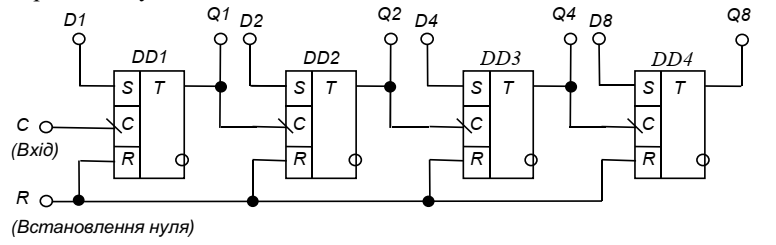 D1 Q1 D2 Q2 D4 Q4 D8 Q8
DD1 DD2 DD3 DD4
S T S T S T S T
C C C C C
(Вхід)
R R R R
R
(Встановлення нуля)